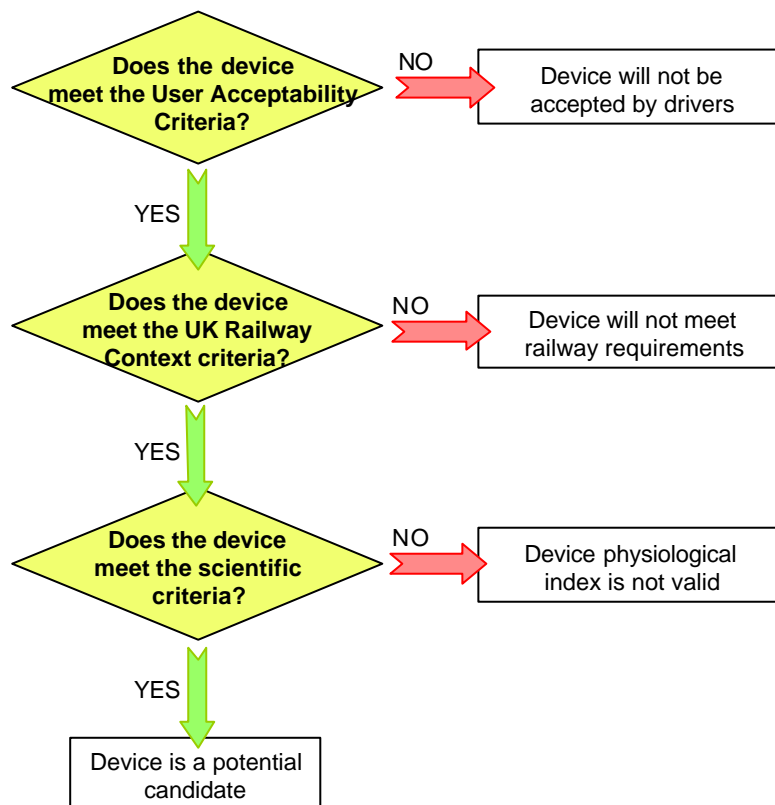 Does the device
meet the User Acceptability
Criteria?
NO
Device will not be
accepted by drivers
YES
Does the device
meet the UK Railway
Context criteria?
NO
Device will not meet
railway requirements
YES
Does the device
meet the scientific
criteria?
NO
Device physiological
index is not valid
YES
Device is a potential
candidate